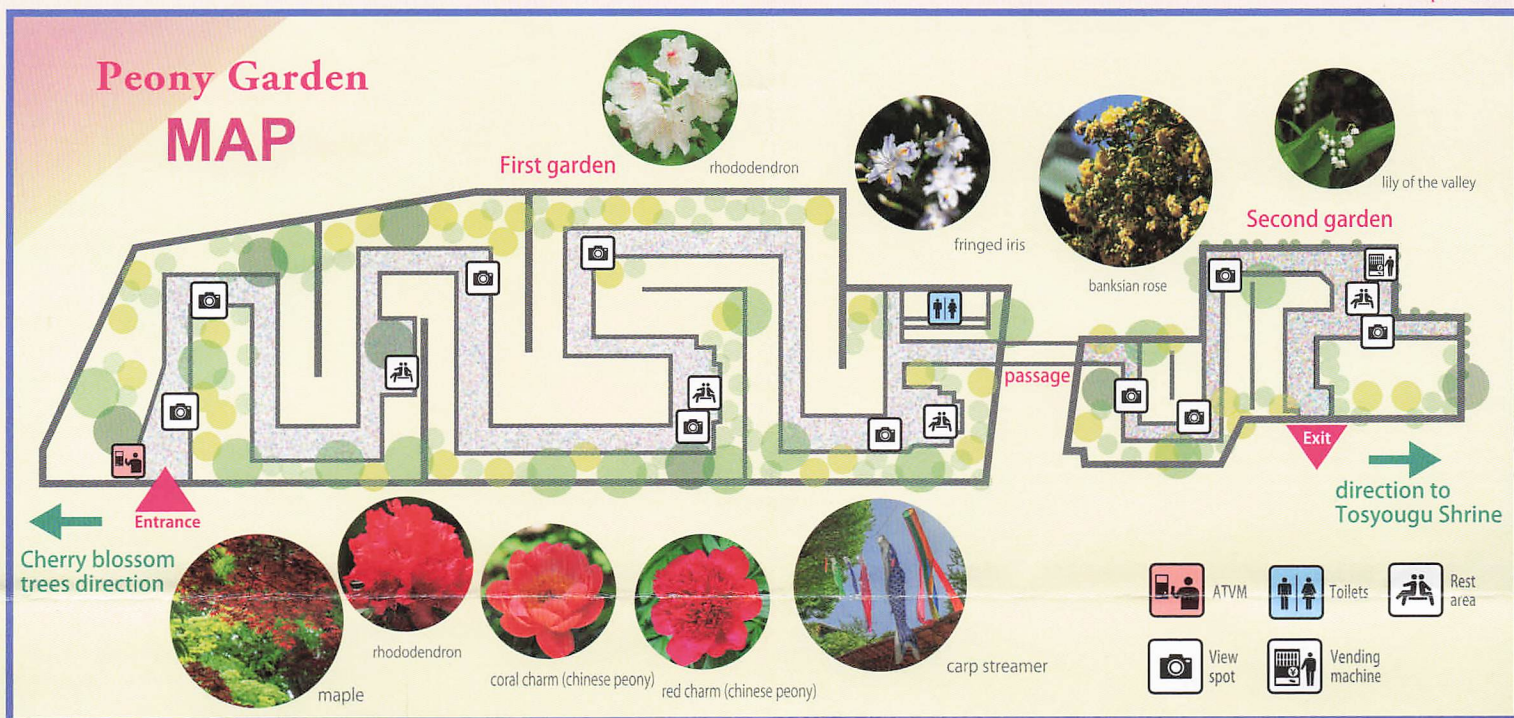 Peony Garden
MAP
First garden
rhododendron
fringed iris
banksian rose
lily of the valley
Second garden
passage
Entrance
Exit
Cherry blossom
trees direction
direction to
Tosyougu Shrine
maple
rhododendron
coral charm (chinese peony)
red charm (chinese peony)
carp streamer
ATVM
Toilets
Rest
area
View
spot
Vending
machine